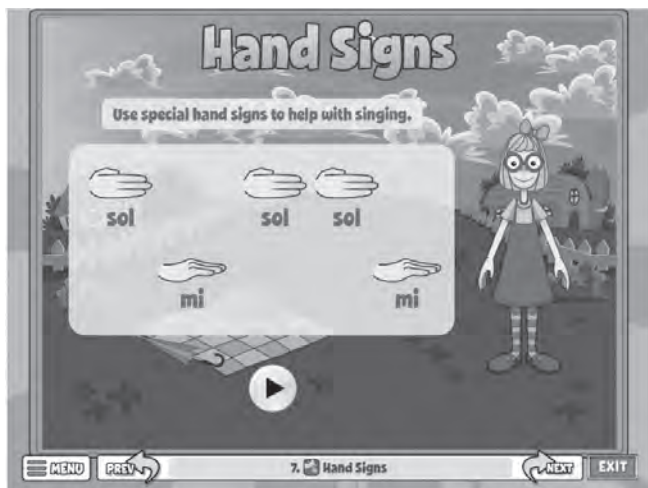 Hand Signs
Use special hand signs to help with singing.
sol sol sol
mi mi
MENU PREV 7. Hand Signs NEXT EXIT